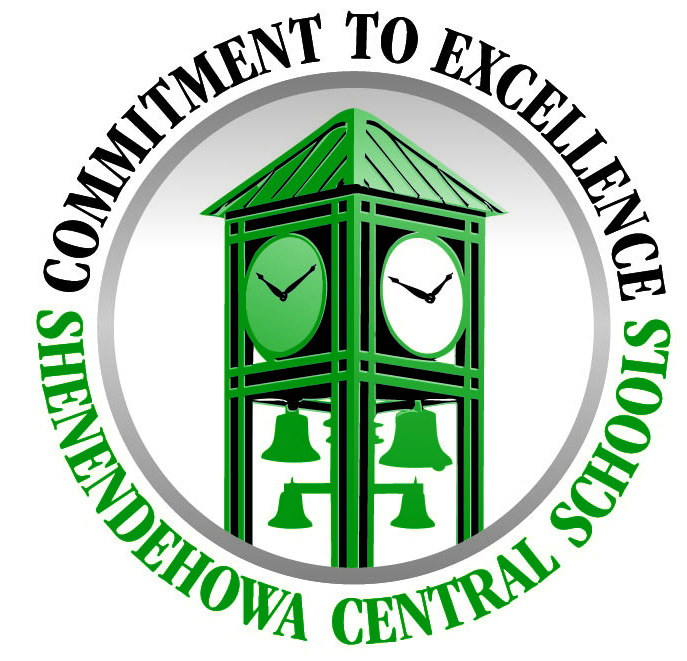 COMMITMENT TO EXCELLENCE
SHENENDEHOWA CENTRAL SCHOOLS